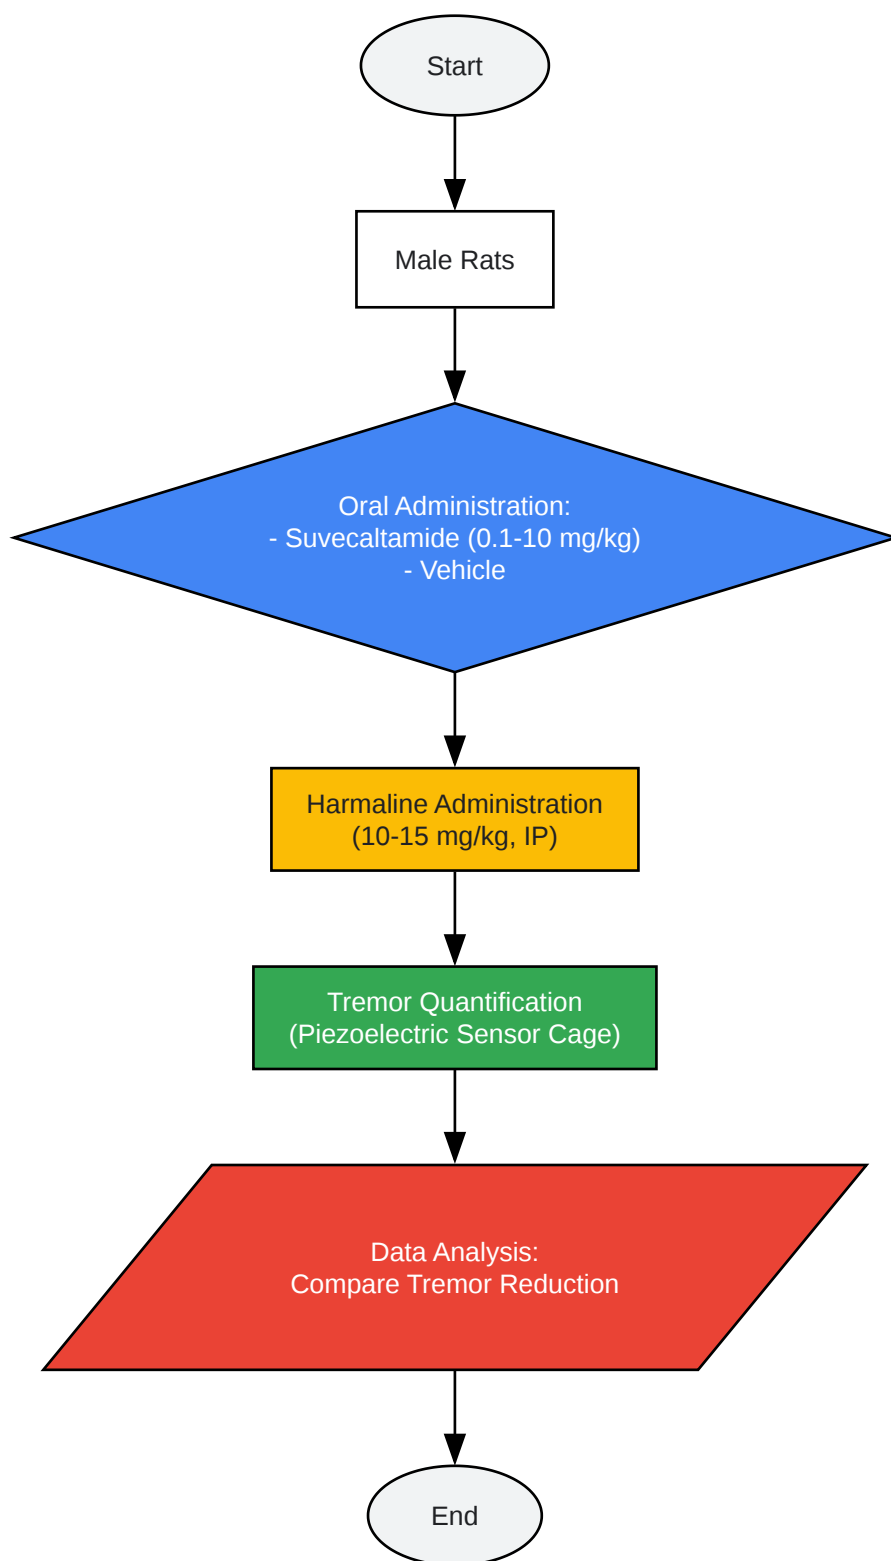 Start
Male Rats
Oral Administration:
- Suvecaltamide (0.1-10 mg/kg)
- Vehicle
Harmaline Administration
(10-15 mg/kg, IP)
Tremor Quantification
(Piezoelectric Sensor Cage)
Data Analysis:
Compare Tremor Reduction
End